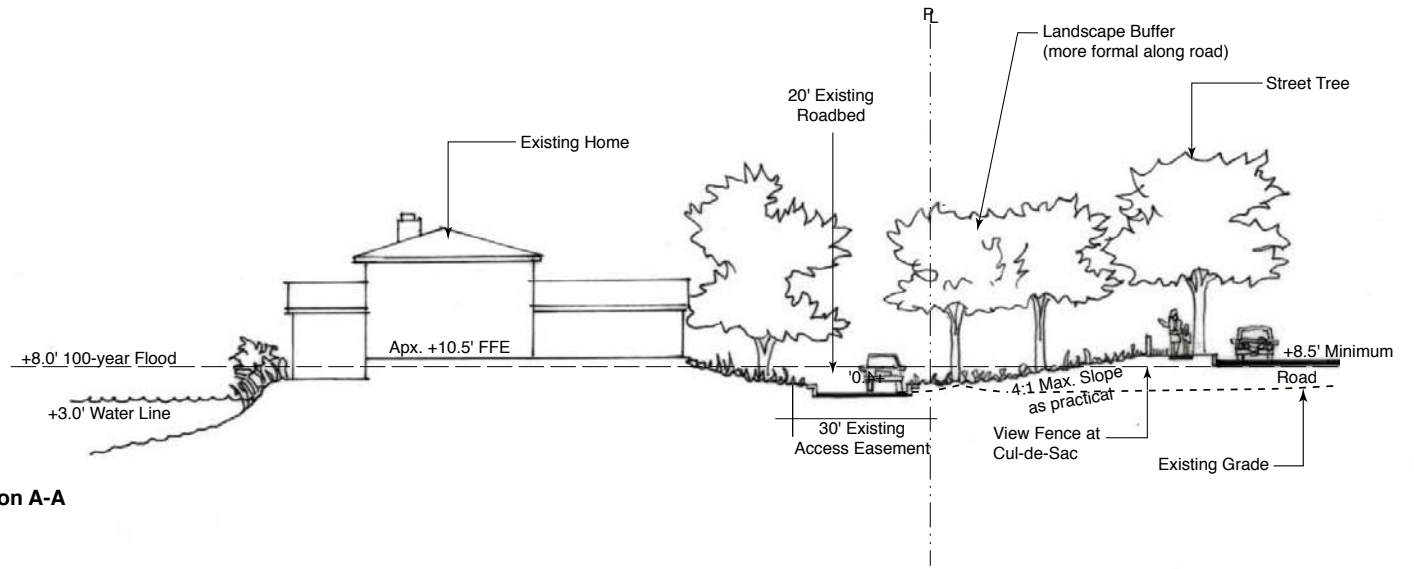 PL
Landscape Buffer
(more formal along road)
Street Tree
20' Existing
Roadbed
Existing Home
Apx. +10.5' FFE
+8.0' 100-year Flood
+8.5' Minimum
+4.0'
4:1 Max. Slope
as practical
Road
+3.0' Water Line
30' Existing
Access Easement
View Fence at
Cul-de-Sac
Existing Grade
on A-A